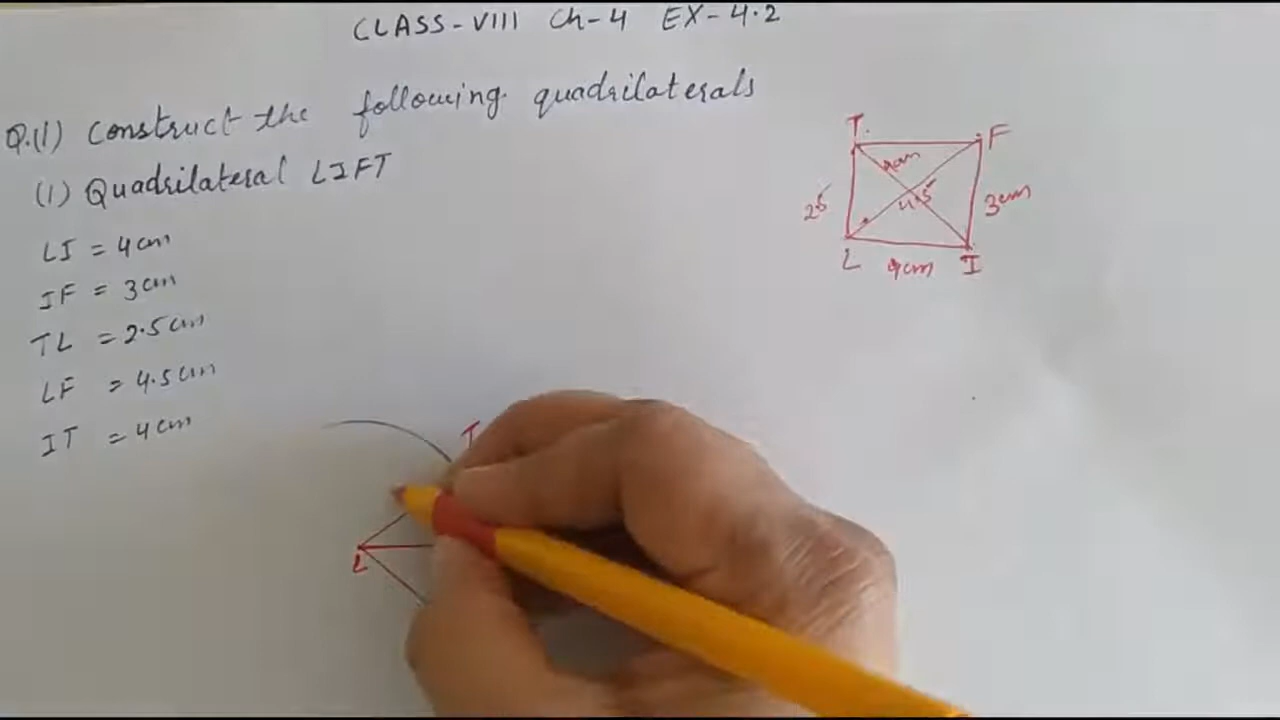 CLASS-VIII Ch-4 EX-4.2
Q.(1) Construct the following quadrilaterals
(1) Quadrilateral LIFT
LI = 4cm
IF = 3cm
TL = 2.5cm
LF = 4.5cm
IT = 4cm
T F
4cm
2.5 4.5 3cm
L 4cm I
T
L